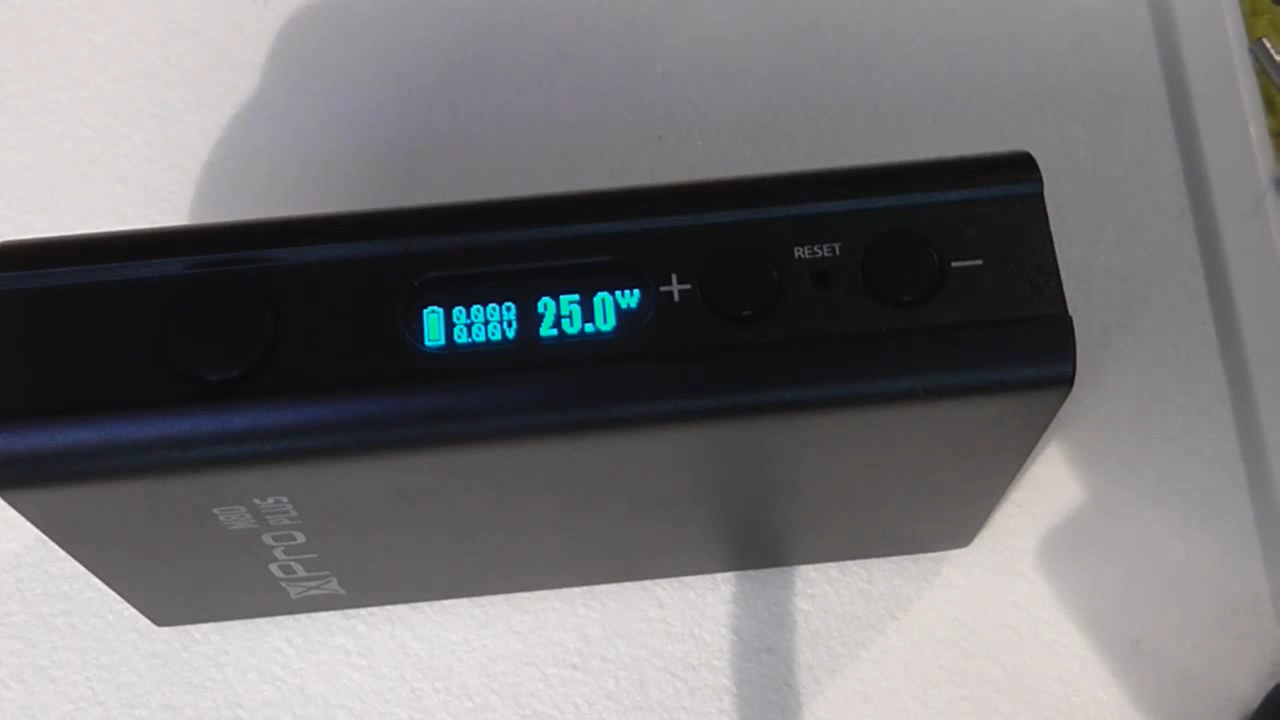 0.00Ω
0.00V
25.0W
+
RESET
−
XPro
M80 PLUS